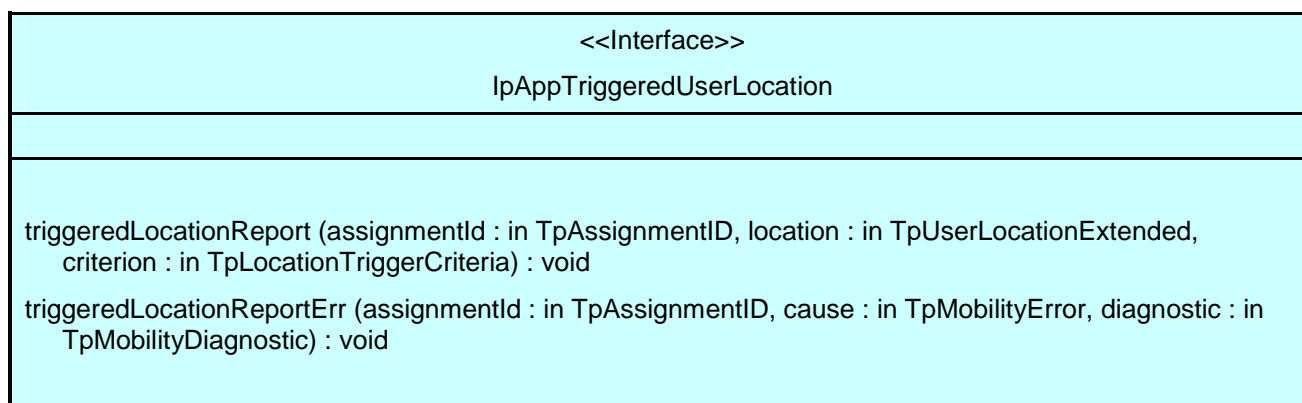 <<Interface>>
IpAppTriggeredUserLocation
triggeredLocationReport (assignmentId : in TpAssignmentID, location : in TpUserLocationExtended,
criterion : in TpLocationTriggerCriteria) : void
triggeredLocationReportErr (assignmentId : in TpAssignmentID, cause : in TpMobilityError, diagnostic : in
TpMobilityDiagnostic) : void